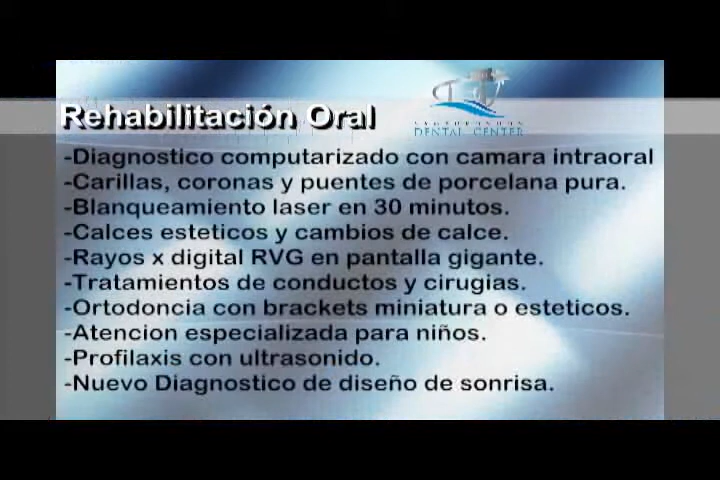 Rehabilitación Oral
DENTAL CENTER
-Diagnostico computarizado con camara intraoral
-Carillas, coronas y puentes de porcelana pura.
-Blanqueamiento laser en 30 minutos.
-Calces esteticos y cambios de calce.
-Rayos x digital RVG en pantalla gigante.
-Tratamientos de conductos y cirugias.
-Ortodoncia con brackets miniatura o esteticos.
-Atencion especializada para niños.
-Profilaxis con ultrasonido.
-Nuevo Diagnostico de diseño de sonrisa.